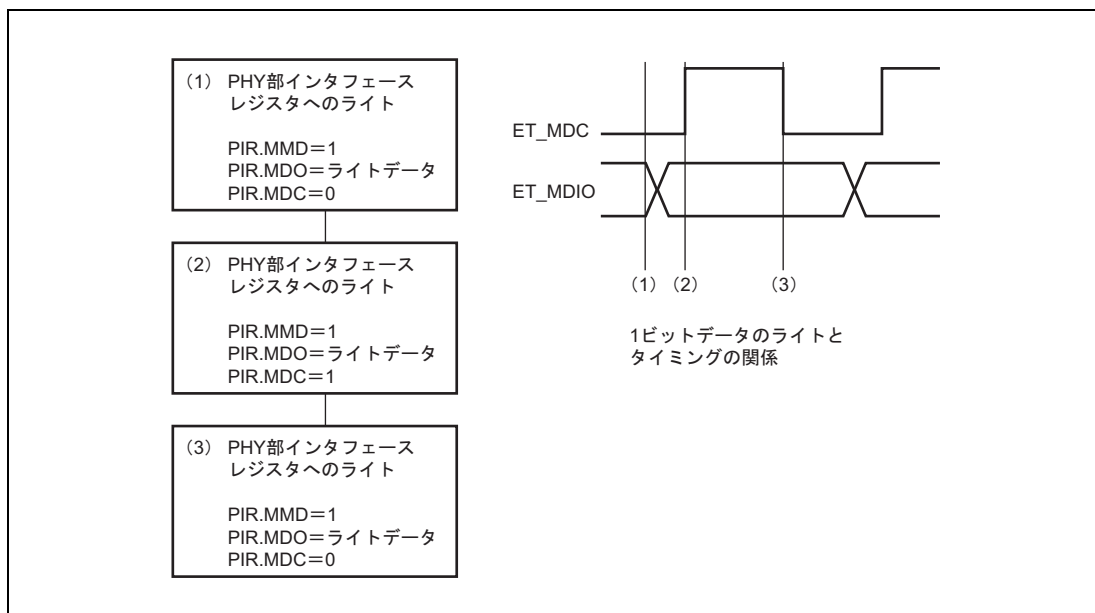 (1) PHY部インタフェース
レジスタへのライト
PIR.MMD=1
PIR.MDO=ライトデータ
PIR.MDC=0
(2) PHY部インタフェース
レジスタへのライト
PIR.MMD=1
PIR.MDO=ライトデータ
PIR.MDC=1
(3) PHY部インタフェース
レジスタへのライト
PIR.MMD=1
PIR.MDO=ライトデータ
PIR.MDC=0
ET_MDC
ET_MDIO
(1) (2) (3)
1ビットデータのライトと
タイミングの関係